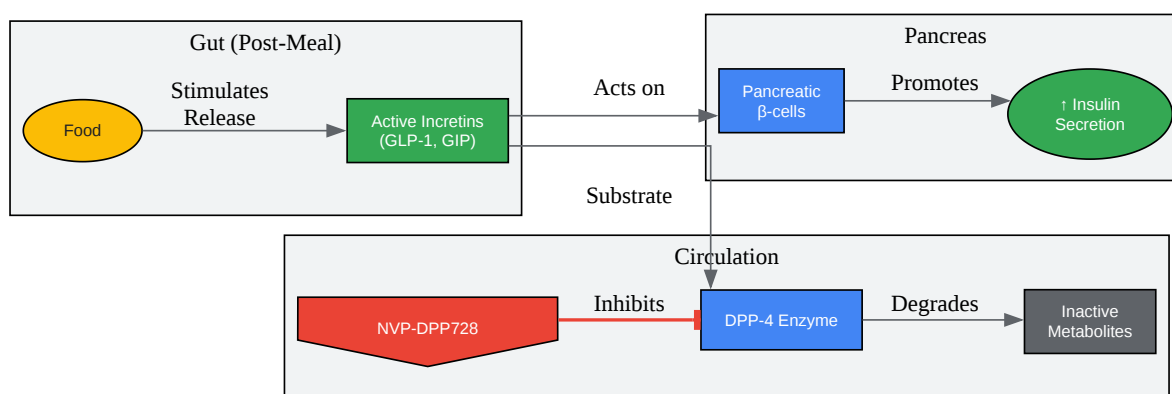 Gut (Post-Meal)
Food
Stimulates
Release
Active Incretins
(GLP-1, GIP)
Acts on
Substrate
Pancreas
Pancreatic
β-cells
Promotes
↑ Insulin
Secretion
Circulation
NVP-DPP728
Inhibits
DPP-4 Enzyme
Degrades
Inactive
Metabolites